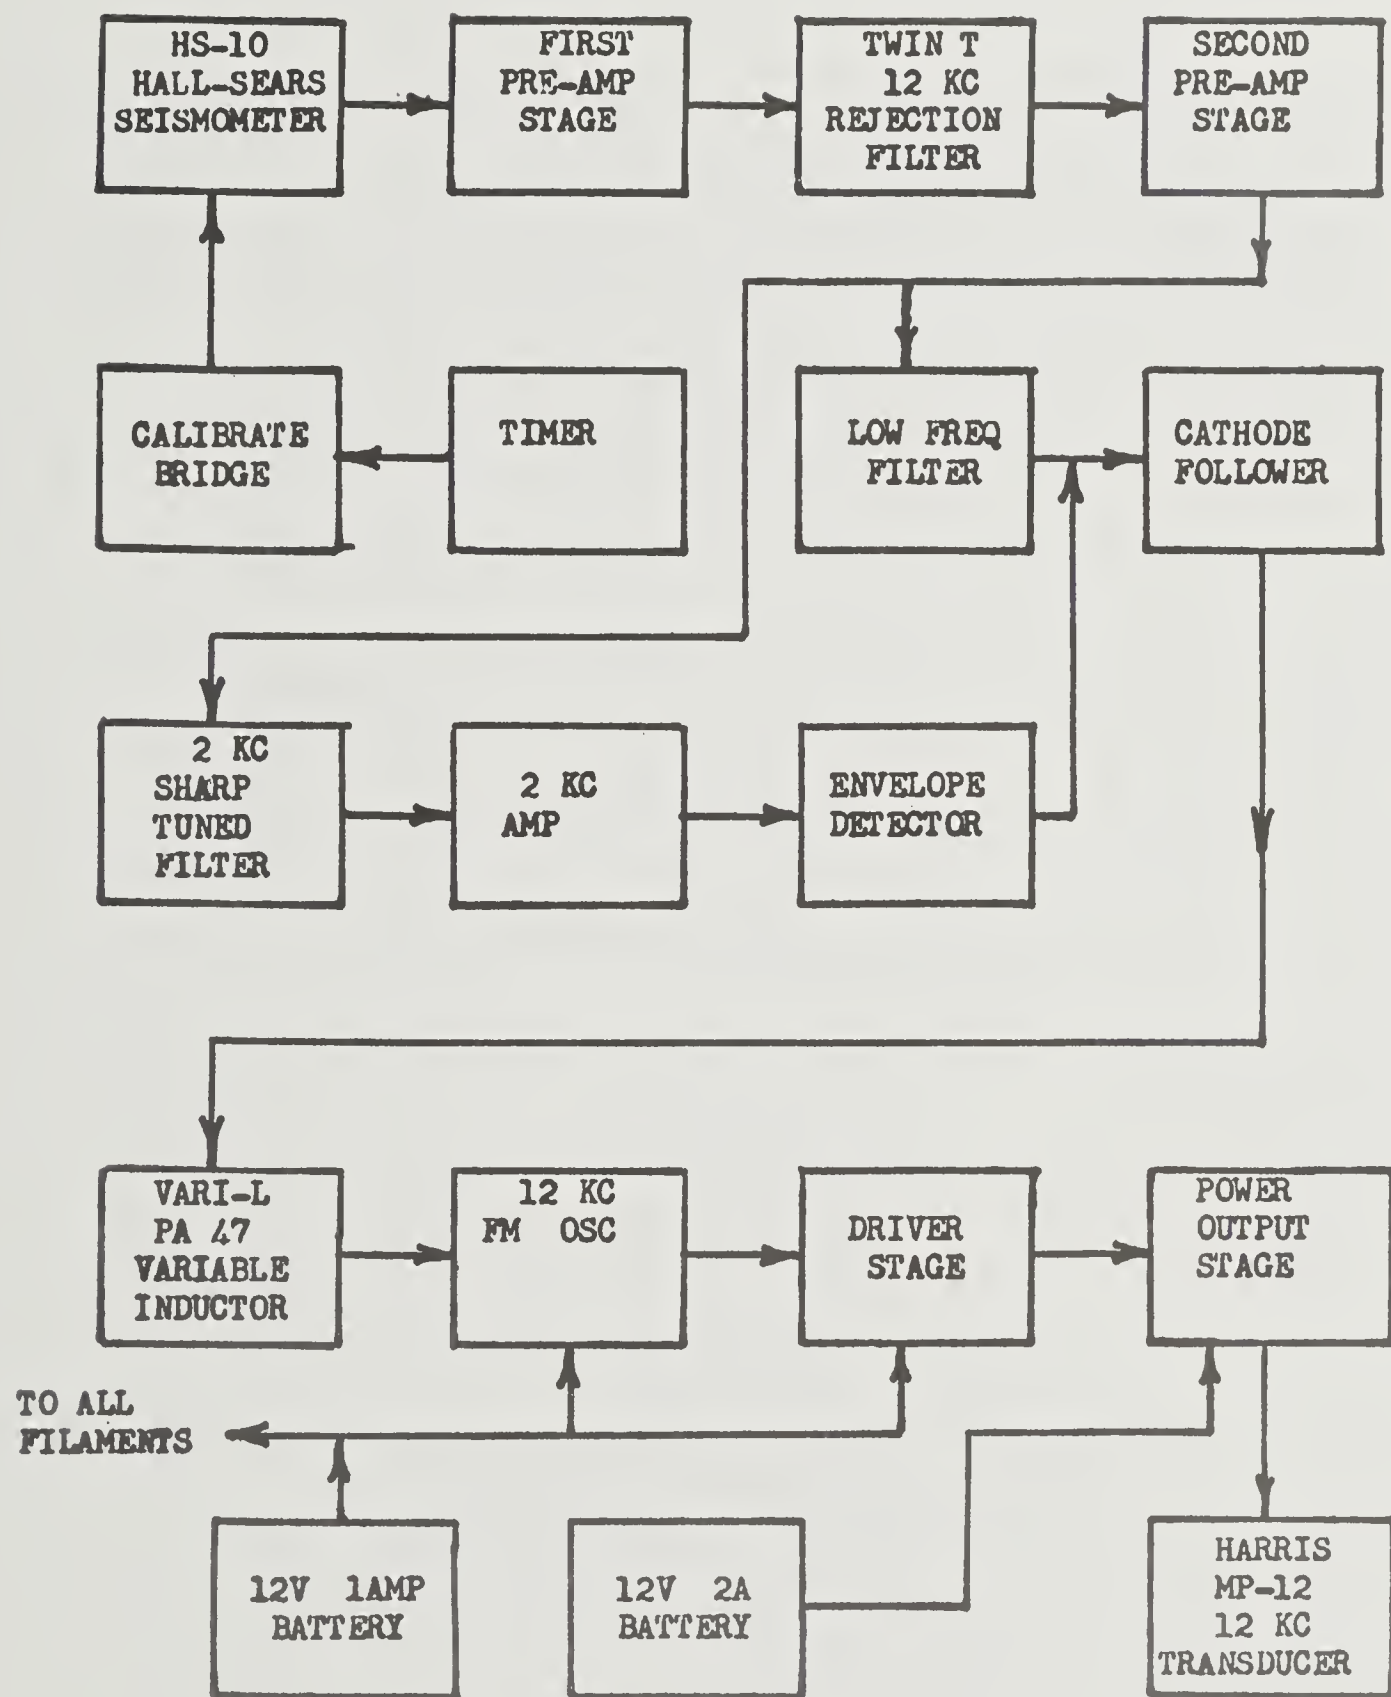 HS-10
HALL-SEARS
SEISMOMETER
FIRST
PRE-AMP
STAGE
TWIN T
12 KC
REJECTION
FILTER
SECOND
PRE-AMP
STAGE
CALIBRATE
BRIDGE
TIMER
LOW FREQ
FILTER
CATHODE
FOLLOWER
2 KC
SHARP
TUNED
FILTER
2 KC
AMP
ENVELOPE
DETECTOR
VARI-L
PA 47
VARIABLE
INDUCTOR
12 KC
FM OSC
DRIVER
STAGE
POWER
OUTPUT
STAGE
TO ALL
FILAMENTS
12V 1AMP
BATTERY
12V 2A
BATTERY
HARRIS
MP-12
12 KC
TRANSDUCER